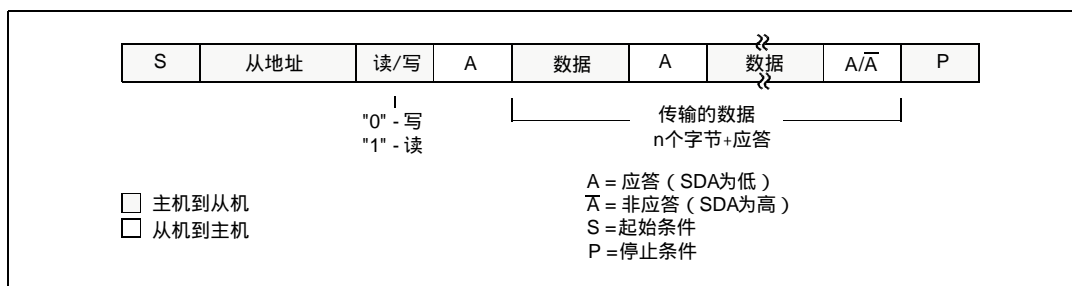 S 从地址 读/写 A 数据 A 数据 A/A̅ P
"0" - 写
"1" - 读
传输的数据
n个字节+应答
主机到从机
从机到主机
A = 应答（SDA为低）
A̅ = 非应答（SDA为高）
S =起始条件
P =停止条件